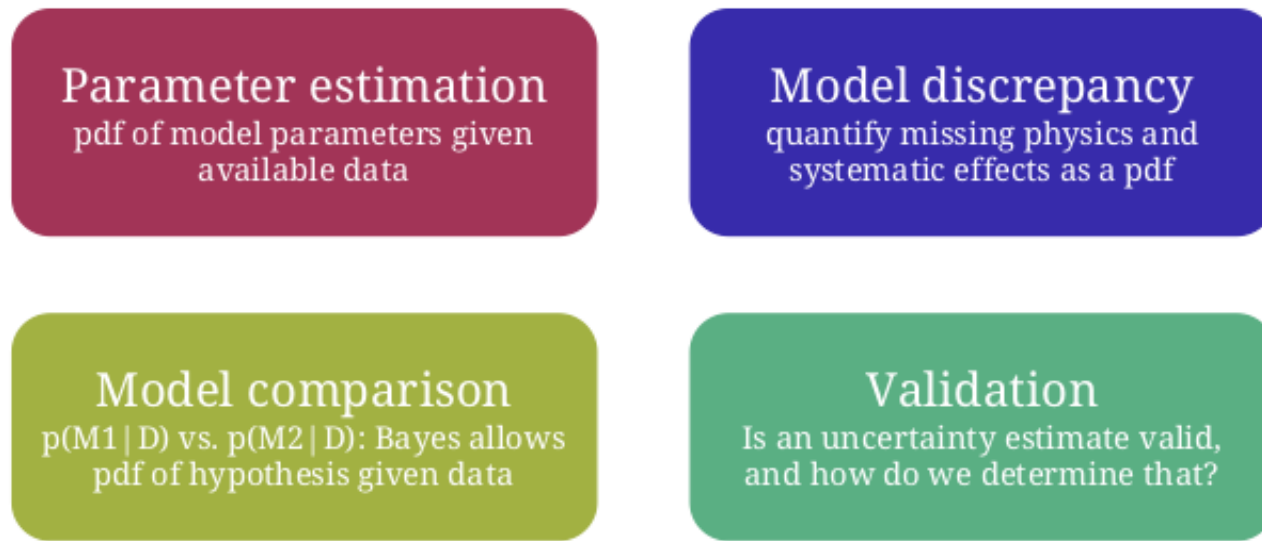 Parameter estimation
pdf of model parameters given
available data
Model discrepancy
quantify missing physics and
systematic effects as a pdf
Model comparison
p(M1|D) vs. p(M2|D): Bayes allows
pdf of hypothesis given data
Validation
Is an uncertainty estimate valid,
and how do we determine that?